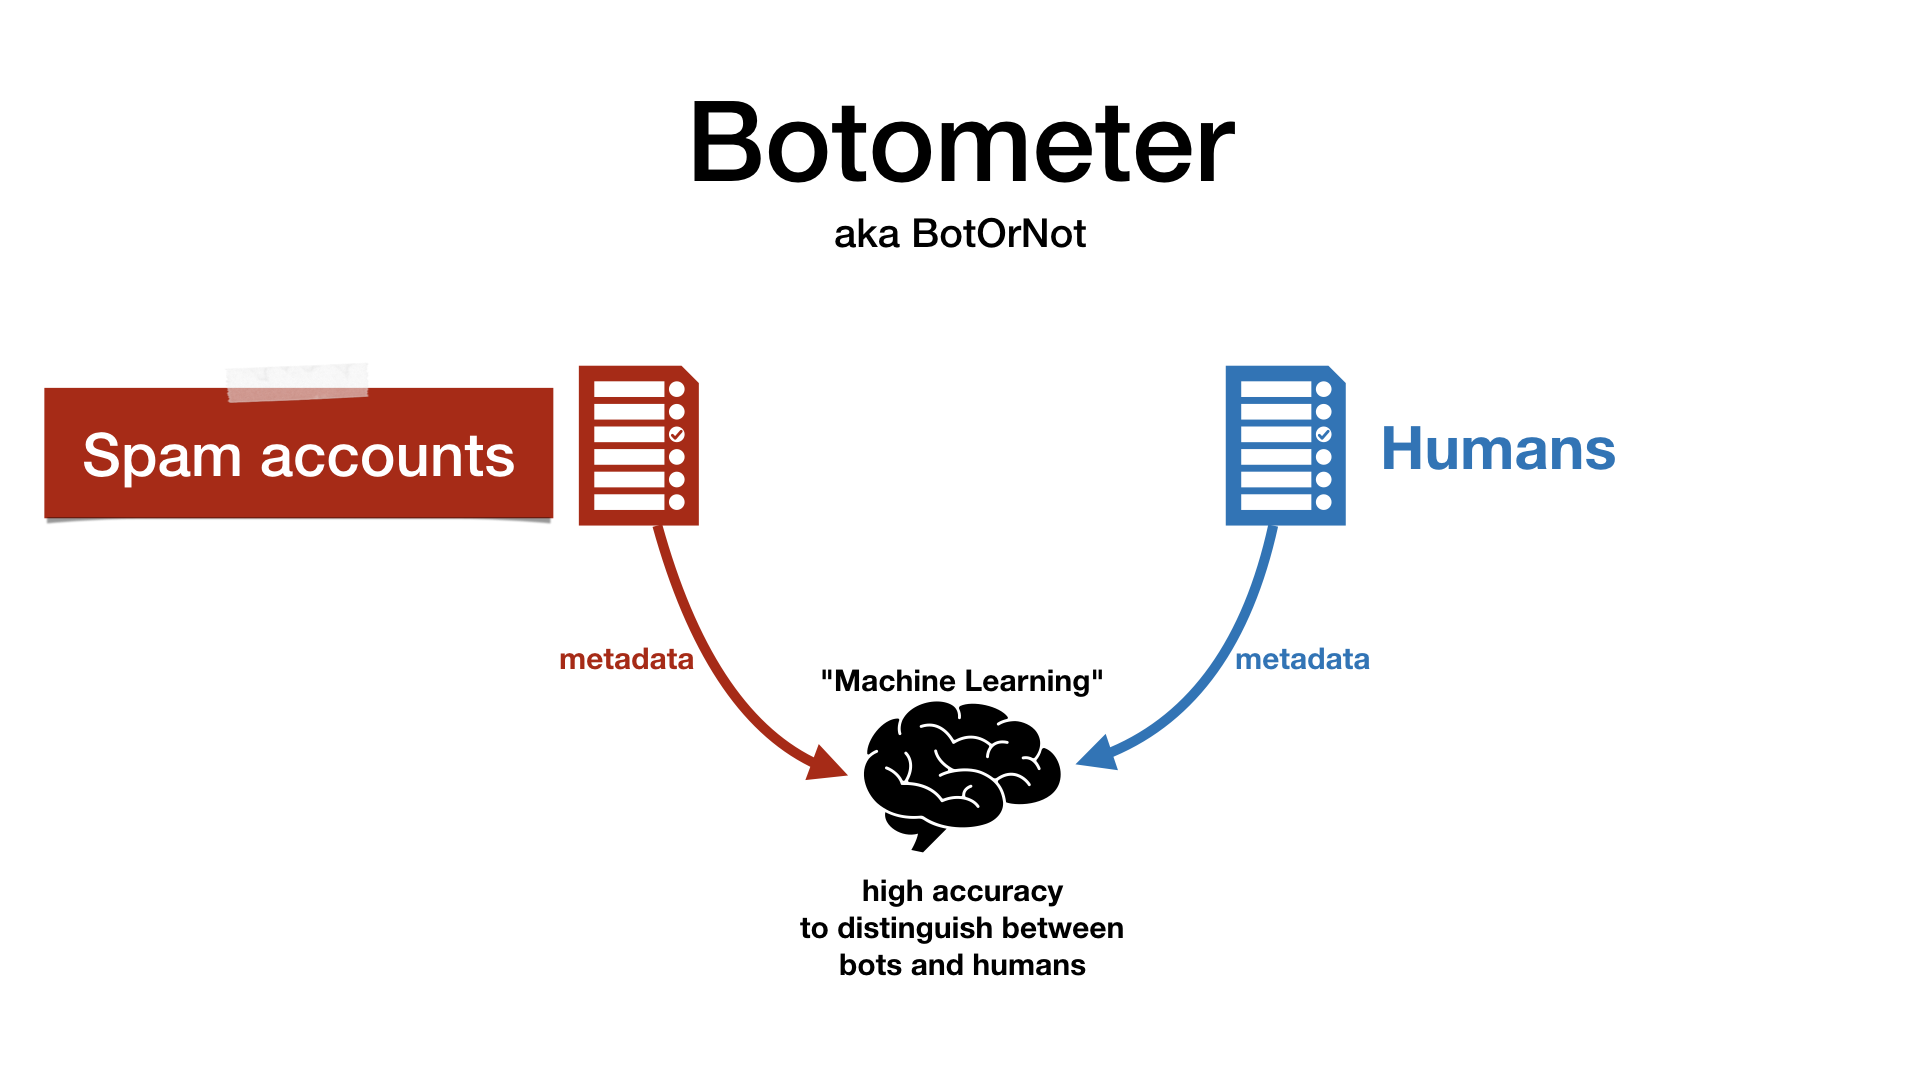 Botometer
aka BotOrNot
Spam accounts
Humans
metadata
metadata
"Machine Learning"
high accuracy
to distinguish between
bots and humans